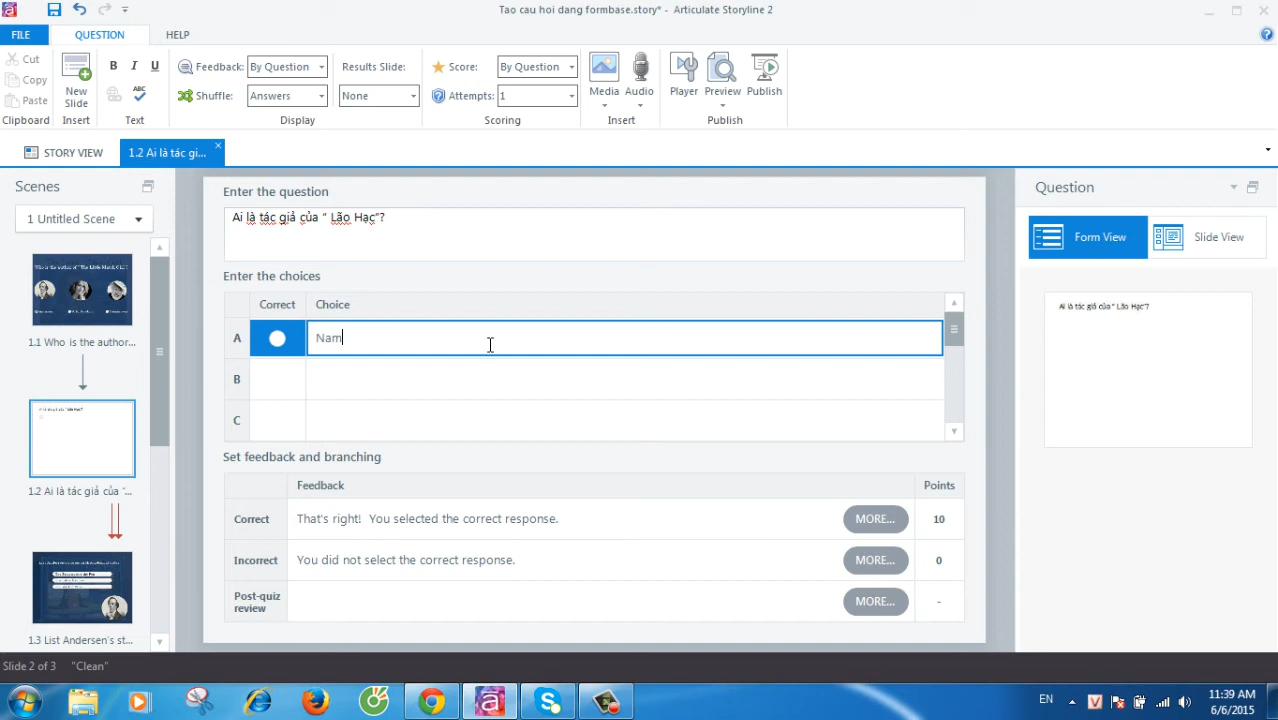 Tao cau hoi dang formbase.story* - Articulate Storyline 2
FILE
QUESTION
HELP
Cut
Copy
Paste
Clipboard
New
Slide
Insert
B I U
ABC
Text
Feedback: By Question
Shuffle: Answers
Results Slide:
None
Display
Score: By Question
Attempts: 1
Scoring
Media
Audio
Insert
Player
Preview
Publish
Publish
STORY VIEW
1.2 Ai là tác gi...
Scenes
1 Untitled Scene
1.1 Who is the author...
1.2 Ai là tác giả của "...
1.3 List Andersen's st...
Enter the question
Ai là tác giả của “ Lão Hạc”?
Enter the choices
Correct Choice
A Nam
B
C
Set feedback and branching
Feedback Points
Correct That's right!  You selected the correct response. MORE... 10
Incorrect You did not select the correct response. MORE... 0
Post-quiz
review MORE... -
Question
Form View
Slide View
Ai là tác giả của “ Lão Hạc”?
Slide 2 of 3 "Clean"
EN
11:39 AM
6/6/2015